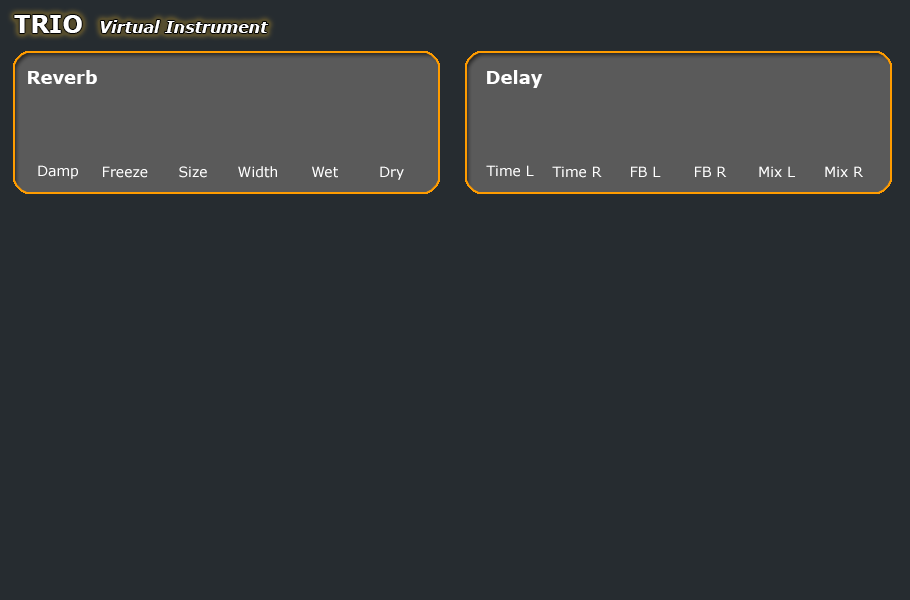 TRIO Virtual Instrument
Reverb
Damp Freeze Size Width Wet Dry
Delay
Time L Time R FB L FB R Mix L Mix R